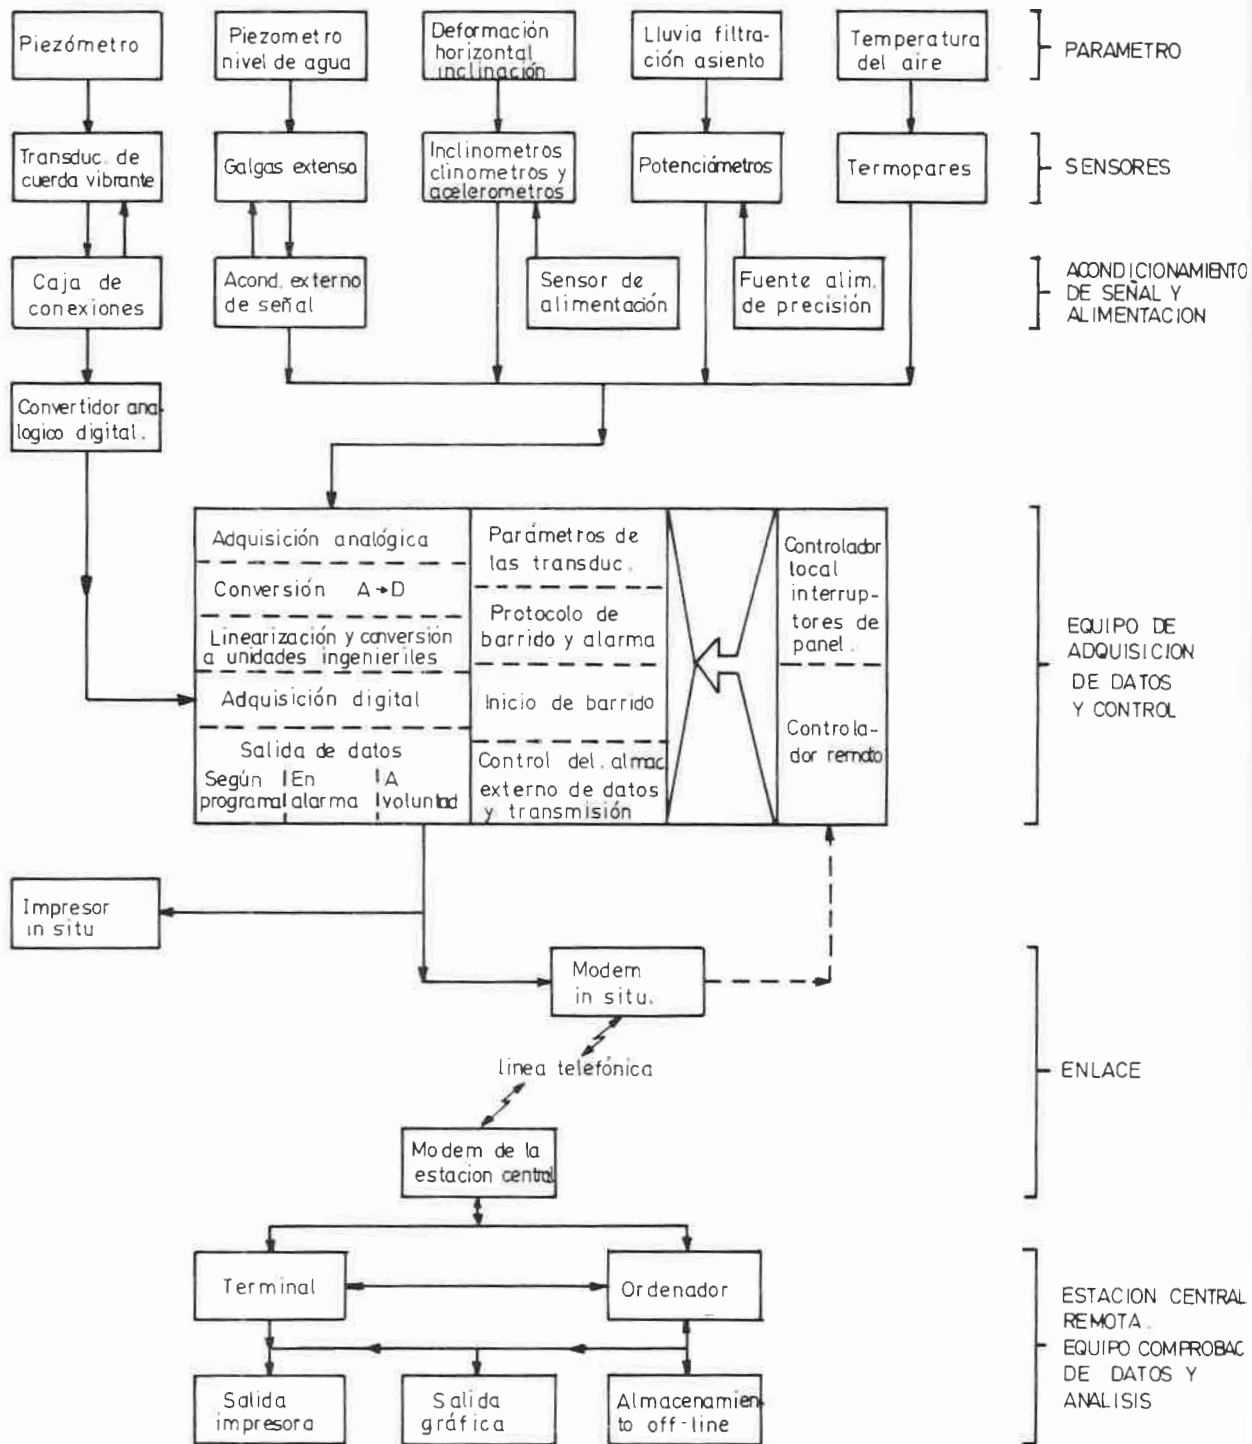 Piezómetro
Piezometro
nivel de agua
Deformación
horizontal
inclinación
Lluvia filtra-
ción asiento
Temperatura
del aire
PARAMETRO
Transduc. de
cuerda vibrante
Galgas extenso
Inclinometros
clinometros y
acelerometros
Potenciómetros
Termopares
SENSORES
Caja de
conexiones
Acond. externo
de señal
Sensor de
alimentación
Fuente alim.
de precisión
ACONDICIONAMIENTO
DE SEÑAL Y
ALIMENTACION
Convertidor ana-
logico digital.
Adquisición analógica
Conversión A→D
Linearización y conversión
a unidades ingenieriles
Adquisición digital
Salida de datos
Según
programa
En
alarma
A
voluntad
Parámetros de
las transduc.
Protocolo de
barrido y alarma
Inicio de barrido
Control del. almac.
externo de datos
y transmisión
Controlador
local
interrup-
tores de
panel.
Controla-
dor remoto
EQUIPO DE
ADQUISICION
DE DATOS
Y CONTROL
Impresor
in situ
Modem
in situ.
linea telefónica
Modem de la
estacion central
ENLACE
Terminal
Ordenador
Salida
impresora
Salida
gráfica
Almacenamien-
to off-line
ESTACION CENTRAL
REMOTA.
EQUIPO COMPROBAC
DE DATOS Y
ANALISIS